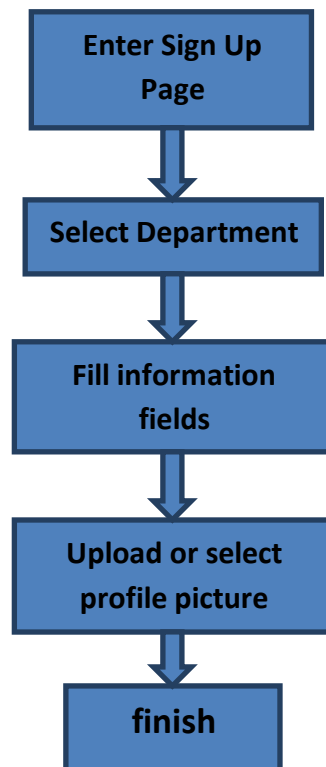 Enter Sign Up
Page
Select Department
Fill information
fields
Upload or select
profile picture
finish